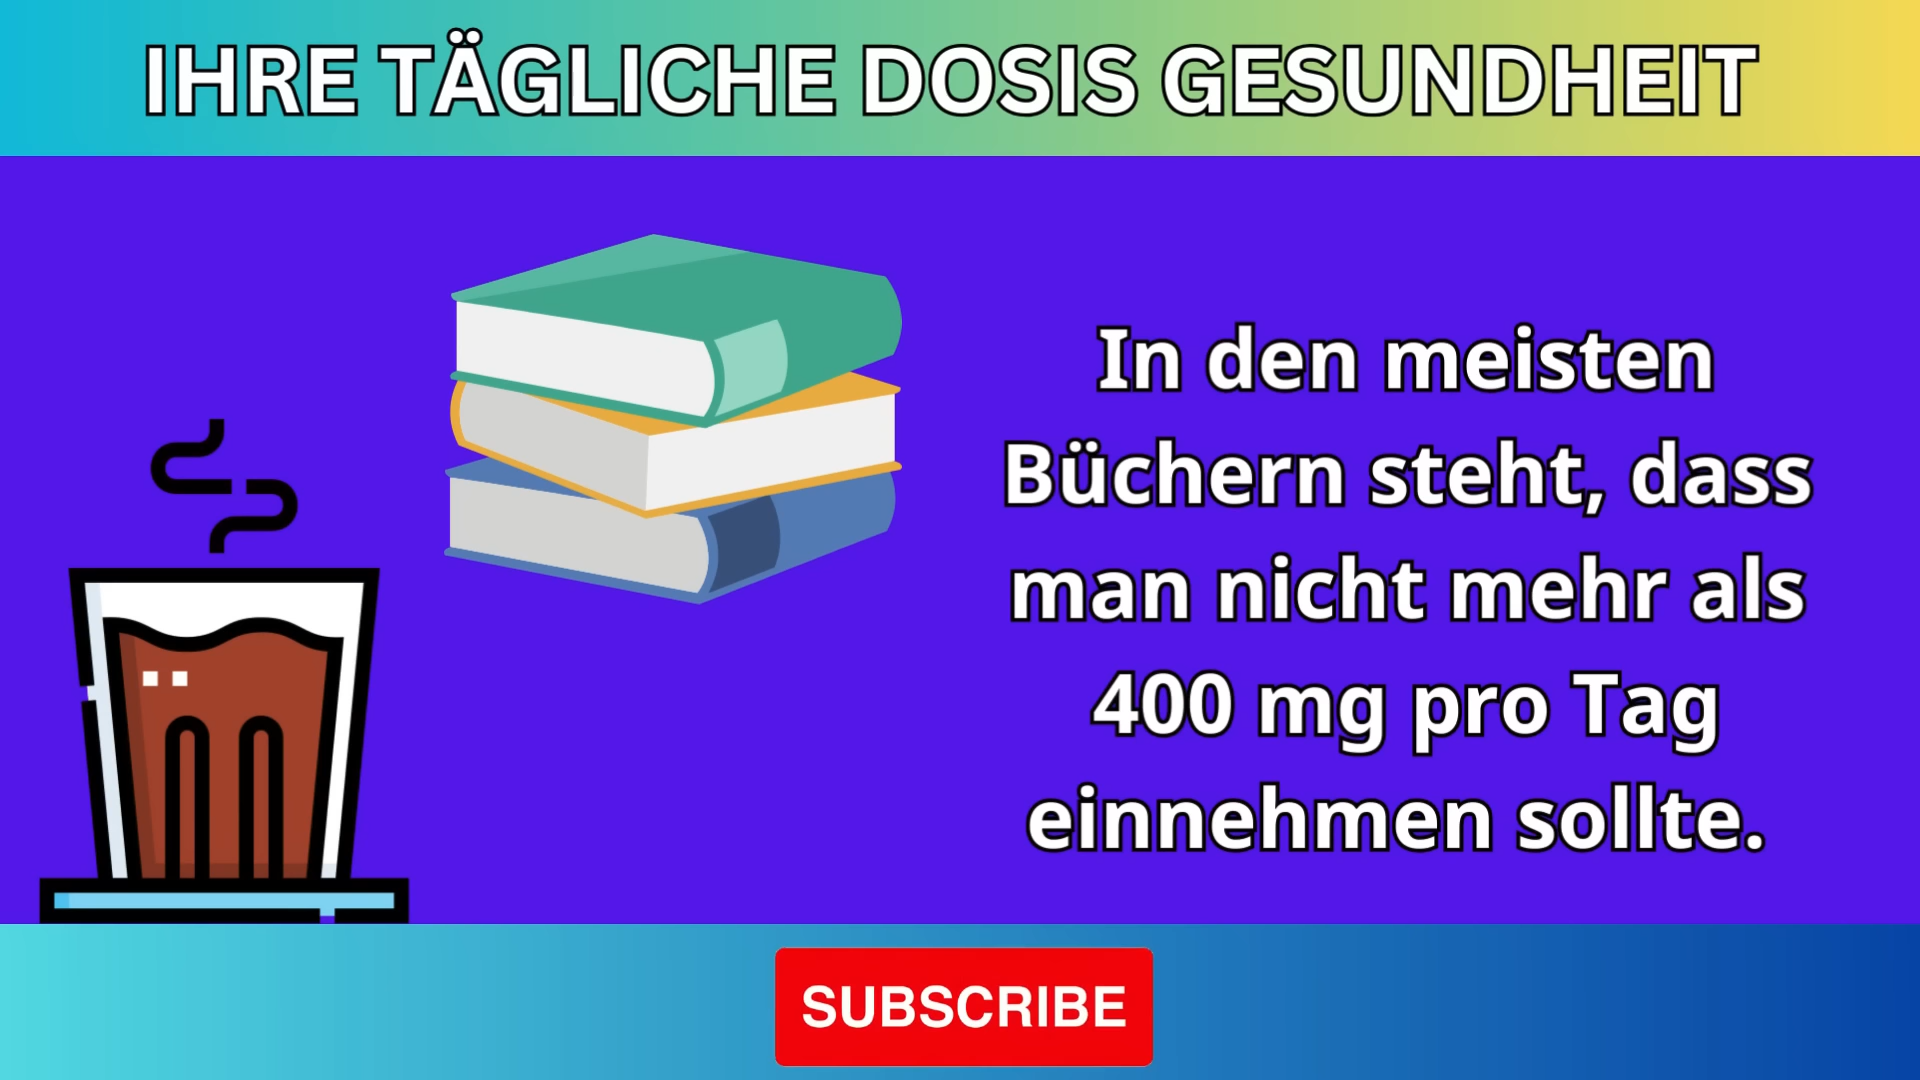 IHRE TÄGLICHE DOSIS GESUNDHEIT
In den meisten
Büchern steht, dass
man nicht mehr als
400 mg pro Tag
einnehmen sollte.
SUBSCRIBE